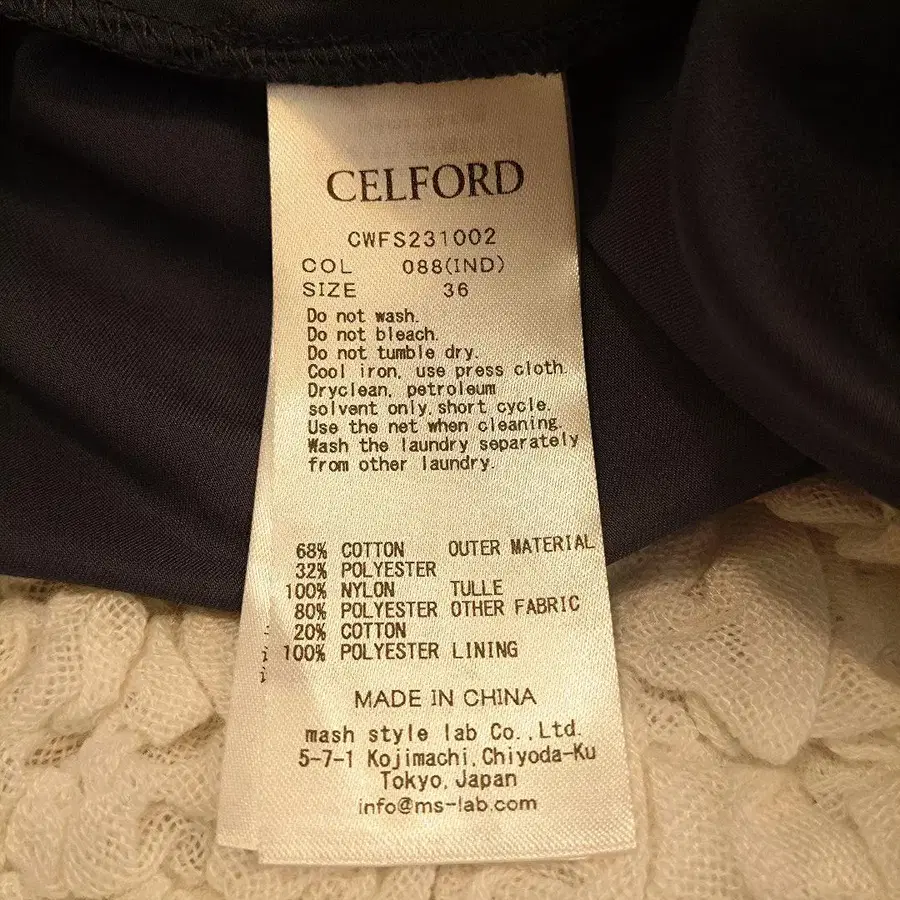 CELFORD
CWFS231002
COL 088(IND)
SIZE 36
Do not wash.
Do not bleach.
Do not tumble dry.
Cool iron, use press cloth.
Dryclean, petroleum
solvent only, short cycle.
Use the net when cleaning.
Wash the laundry separately
from other laundry.
68% COTTON OUTER MATERIAL
32% POLYESTER
100% NYLON TULLE
80% POLYESTER OTHER FABRIC
20% COTTON
100% POLYESTER LINING
MADE IN CHINA
mash style lab Co.,Ltd.
5-7-1 Kojimachi,Chiyoda-Ku
Tokyo,Japan
info@ms-lab.com